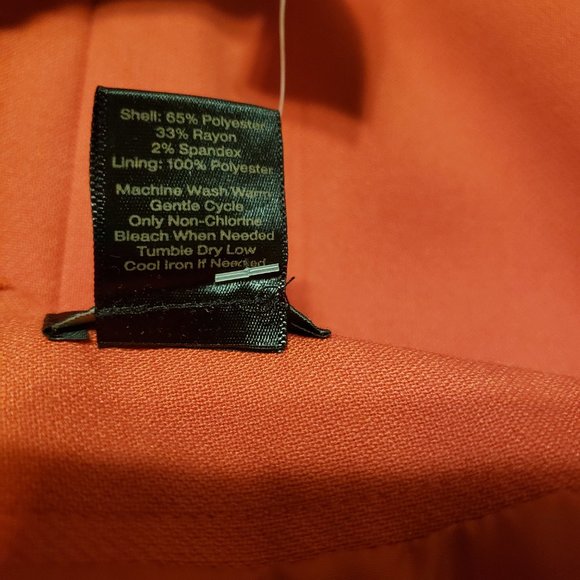 Shell: 65% Polyester
33% Rayon
2% Spandex
Lining: 100% Polyester
Machine Wash Warm
Gentle Cycle
Only Non-Chlorine
Bleach When Needed
Tumble Dry Low
Cool Iron If Needed